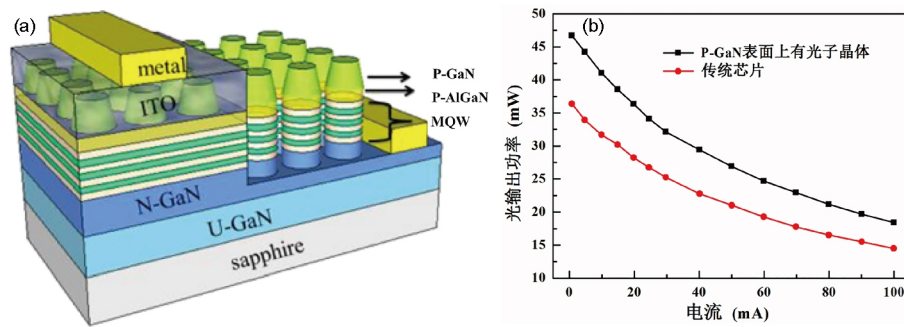 (a)
metal
ITO
P-GaN
P-AlGaN
MQW
N-GaN
U-GaN
sapphire
(b)
P-GaN表面上有光子晶体
传统芯片
光输出功率 (mW)
50
45
40
35
30
25
20
15
10
0 20 40 60 80 100
电流 (mA)